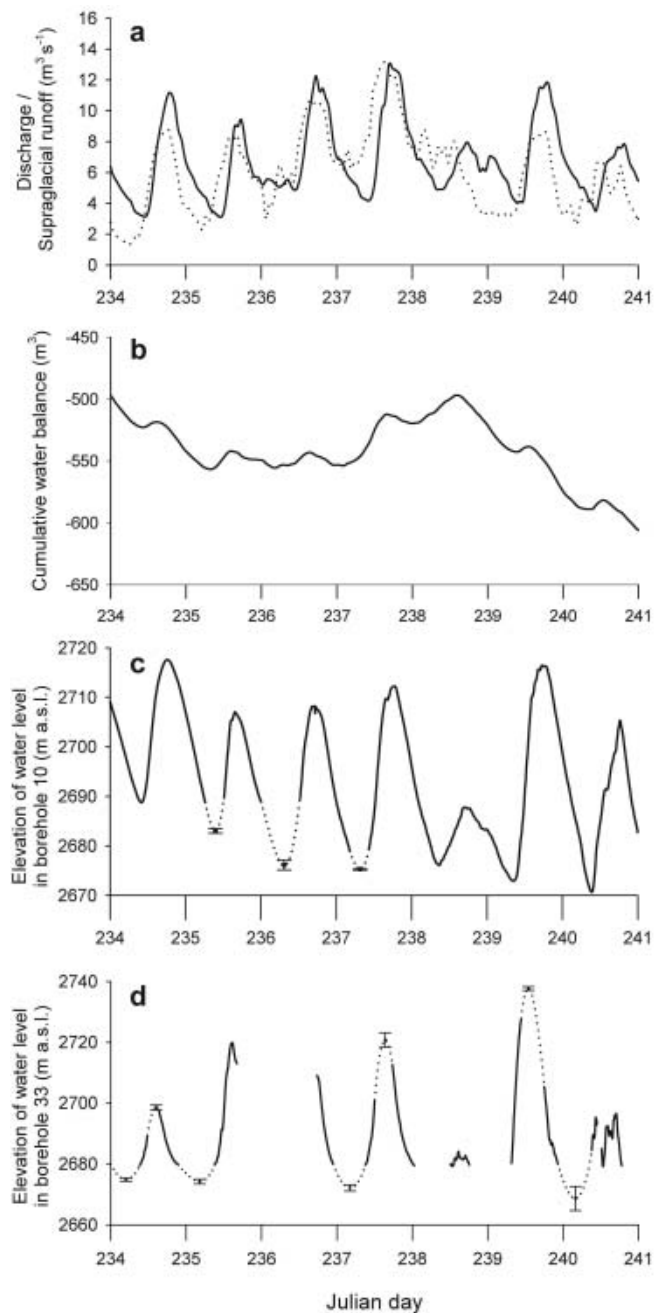 a
Discharge /
Supraglacial runoff (m³ s⁻¹)
16
14
12
10
8
6
4
2
0
234 235 236 237 238 239 240 241
b
Cumulative water balance (m³)
-450
-500
-550
-600
-650
234 235 236 237 238 239 240 241
c
Elevation of water level
in borehole 10 (m a.s.l.)
2720
2710
2700
2690
2680
2670
234 235 236 237 238 239 240 241
d
Elevation of water level
in borehole 33 (m a.s.l.)
2740
2720
2700
2680
2660
234 235 236 237 238 239 240 241
Julian day